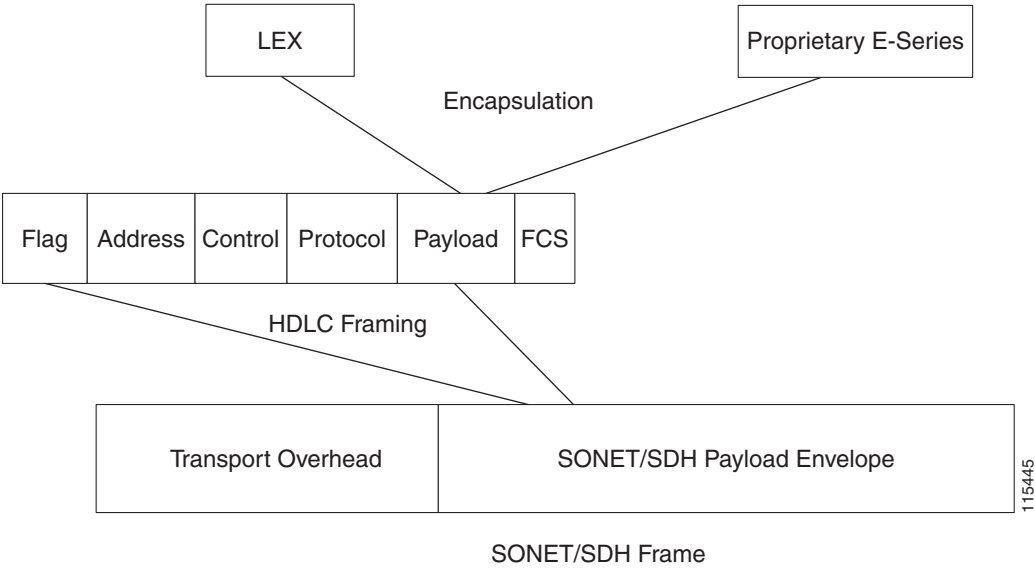 LEX
Proprietary E-Series
Encapsulation
Flag
Address
Control
Protocol
Payload
FCS
HDLC Framing
Transport Overhead
SONET/SDH Payload Envelope
115445
SONET/SDH Frame